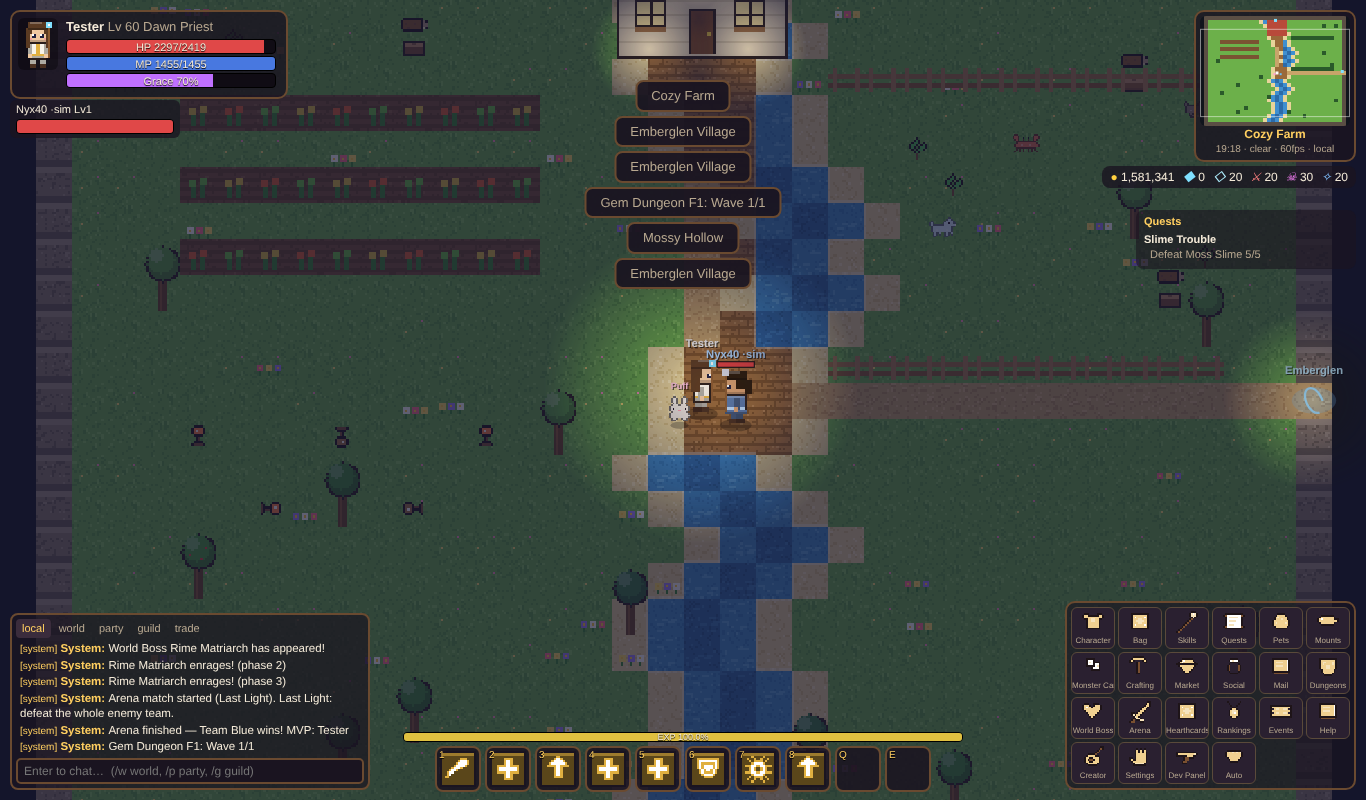 Tester Lv 60 Dawn Priest
HP 2297/2419
MP 1455/1455
Grace 70%
Nyx40 ·sim Lv1
Cozy Farm
Emberglen Village
Emberglen Village
Gem Dungeon F1: Wave 1/1
Mossy Hollow
Emberglen Village
Cozy Farm
19:18 · clear · 60fps · local
1,581,341 0 20 20 30 20
Quests
Slime Trouble
Defeat Moss Slime 5/5
Tester
Nyx40 ·sim
Puff
Emberglen
local world party guild trade
[system] System: World Boss Rime Matriarch has appeared!
[system] System: Rime Matriarch enrages! (phase 2)
[system] System: Rime Matriarch enrages! (phase 3)
[system] System: Arena match started (Last Light). Last Light:
defeat the whole enemy team.
[system] System: Arena finished — Team Blue wins! MVP: Tester
[system] System: Gem Dungeon F1: Wave 1/1
Enter to chat… (/w world, /p party, /g guild)
EXP 100.0%
1 2 3 4 5 6 7 8 Q E
Character Bag Skills Quests Pets Mounts
Monster Ca Crafting Market Social Mail Dungeons
World Boss Arena Heartcards Rankings Events Help
Creator Settings Dev Panel Auto